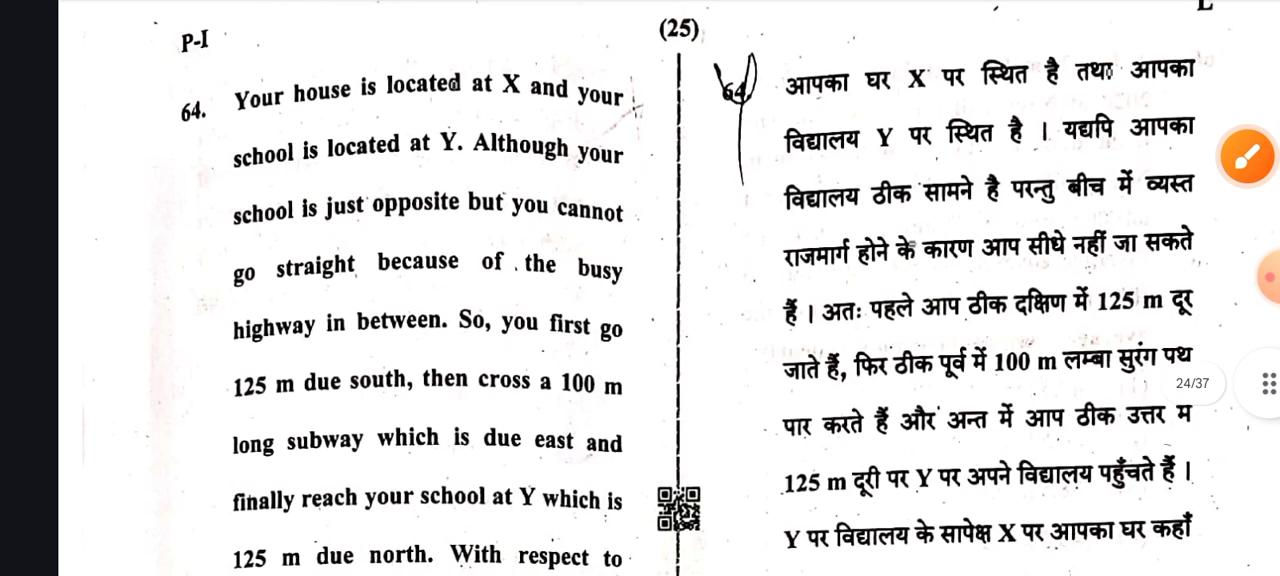 P-I
(25)
64. Your house is located at X and your
school is located at Y. Although your
school is just opposite but you cannot
go straight because of the busy
highway in between. So, you first go
125 m due south, then cross a 100 m
long subway which is due east and
finally reach your school at Y which is
125 m due north. With respect to
64. आपका घर X पर स्थित है तथा आपका
विद्यालय Y पर स्थित है । यद्यपि आपका
विद्यालय ठीक सामने है परन्तु बीच में व्यस्त
राजमार्ग होने के कारण आप सीधे नहीं जा सकते
हैं । अतः पहले आप ठीक दक्षिण में 125 m दूर
जाते हैं, फिर ठीक पूर्व में 100 m लम्बा सुरंग पथ
पार करते हैं और अन्त में आप ठीक उत्तर म
125 m दूरी पर Y पर अपने विद्यालय पहुँचते हैं ।
Y पर विद्यालय के सापेक्ष X पर आपका घर कहाँ
24/37